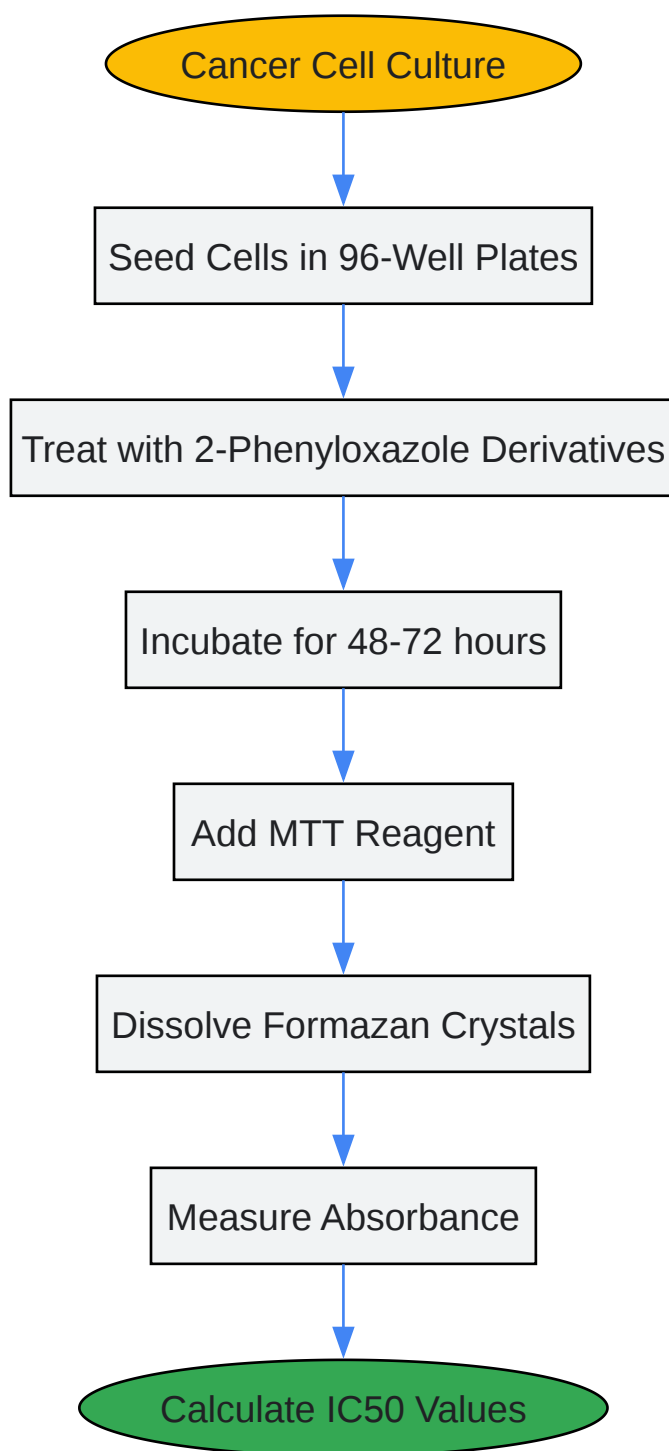 Cancer Cell Culture
Seed Cells in 96-Well Plates
Treat with 2-Phenyloxazole Derivatives
Incubate for 48-72 hours
Add MTT Reagent
Dissolve Formazan Crystals
Measure Absorbance
Calculate IC50 Values